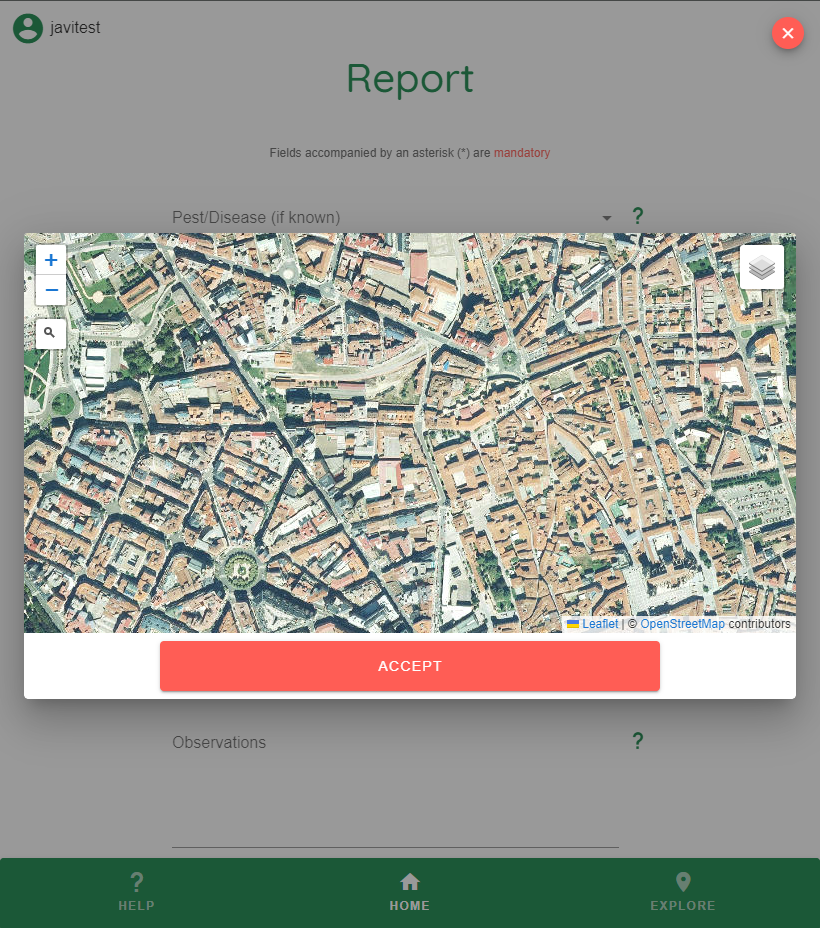 javitest
Report
Fields accompanied by an asterisk (*) are mandatory
Pest/Disease (if known)
?
+
−
Leaflet | © OpenStreetMap contributors
ACCEPT
Observations
?
?
HELP
HOME
EXPLORE